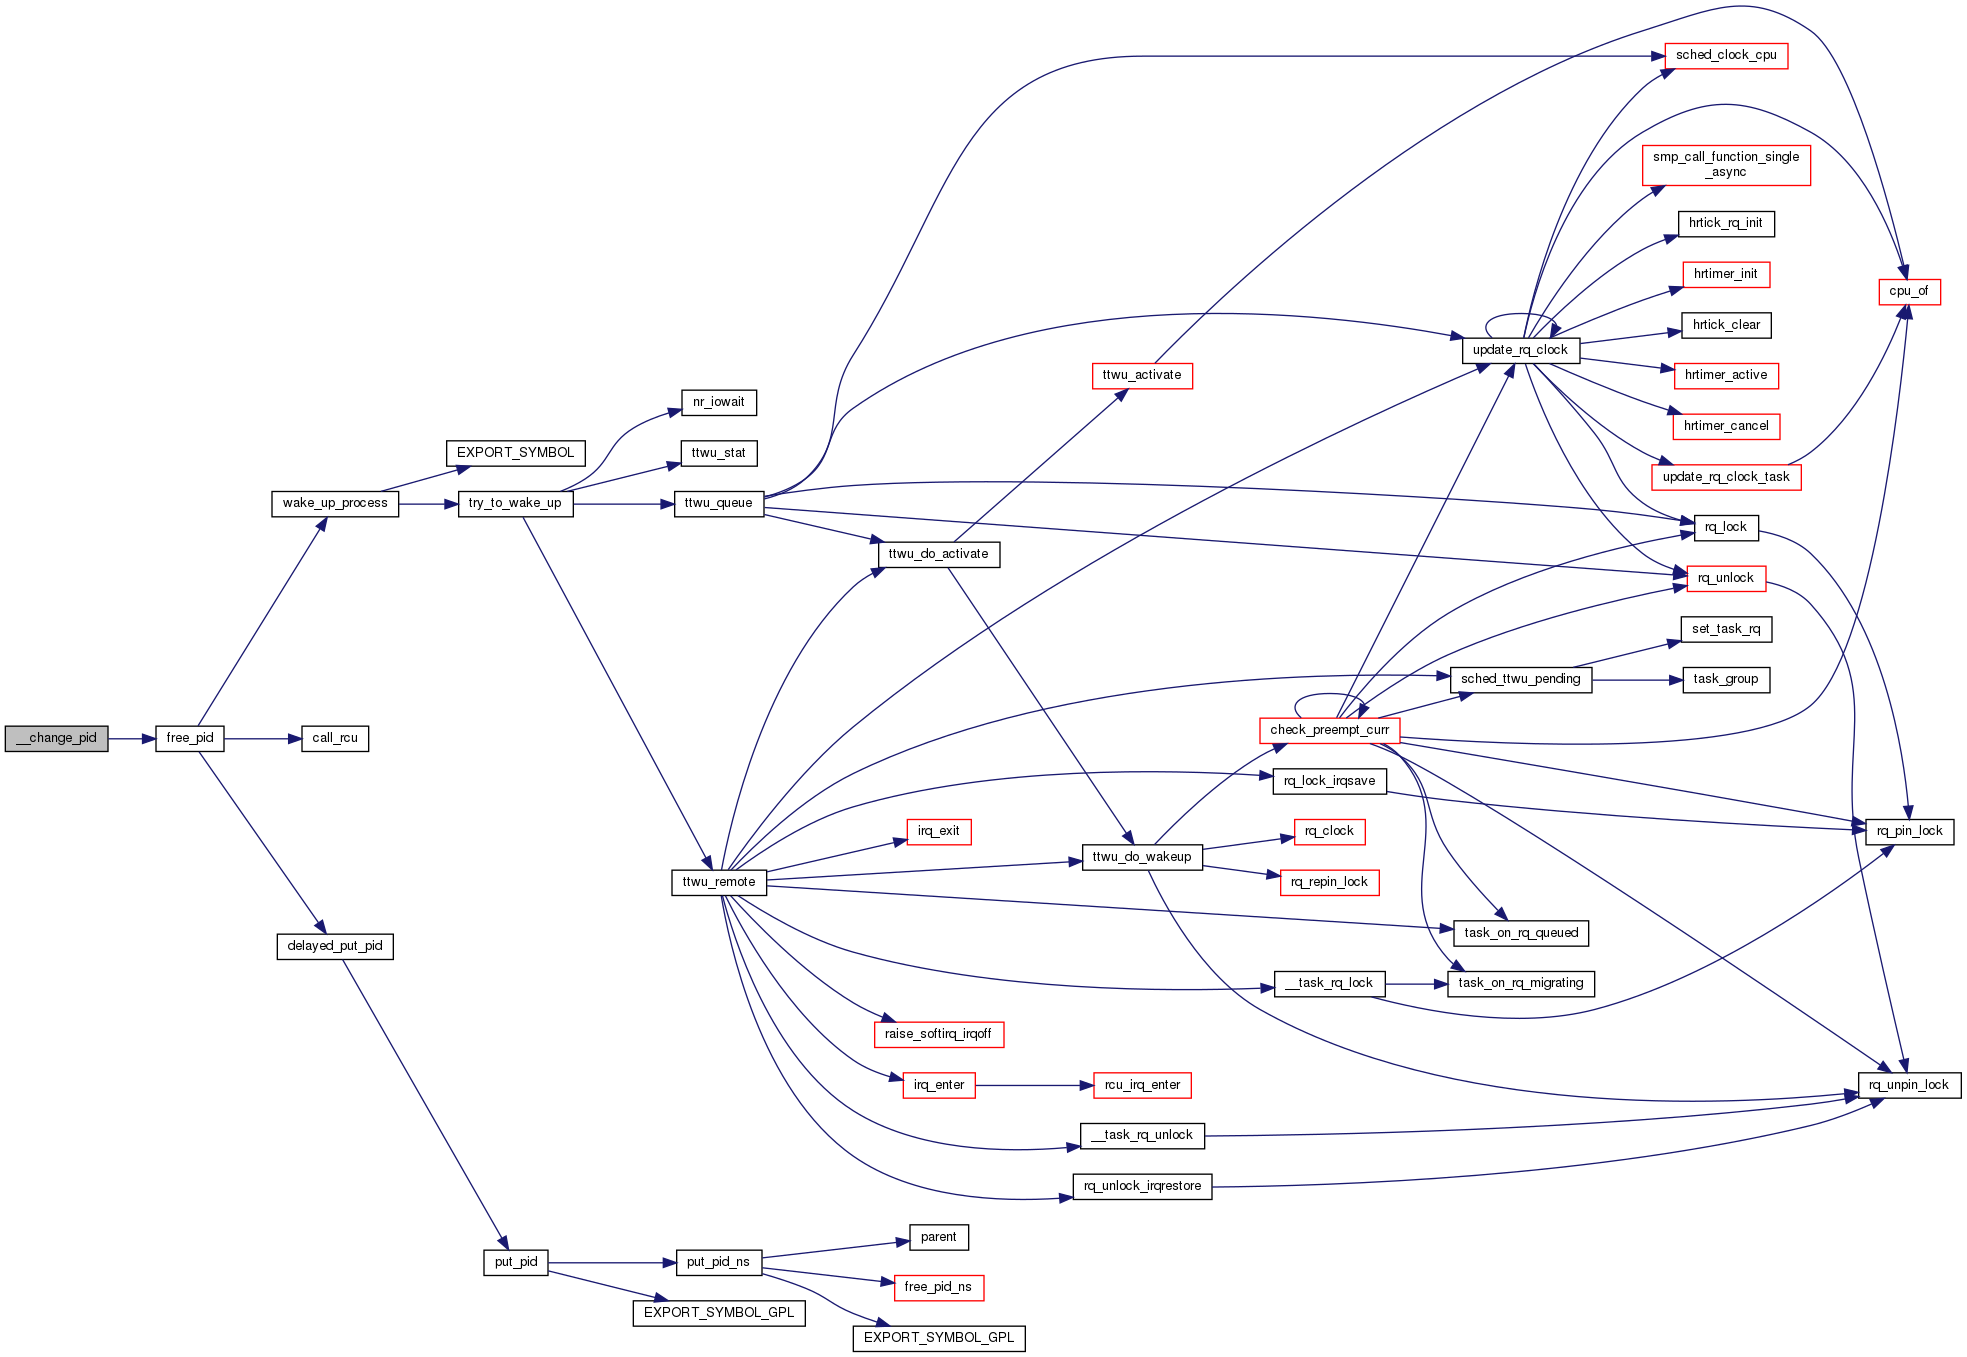 __change_pid
free_pid
wake_up_process
call_rcu
delayed_put_pid
EXPORT_SYMBOL
try_to_wake_up
put_pid
nr_iowait
ttwu_stat
ttwu_queue
ttwu_remote
put_pid_ns
EXPORT_SYMBOL_GPL
ttwu_do_activate
irq_exit
raise_softirq_irqoff
irq_enter
parent
free_pid_ns
EXPORT_SYMBOL_GPL
ttwu_activate
ttwu_do_wakeup
rcu_irq_enter
__task_rq_unlock
rq_unlock_irqrestore
check_preempt_curr
rq_lock_irqsave
rq_clock
rq_repin_lock
__task_rq_lock
update_rq_clock
sched_ttwu_pending
task_on_rq_queued
task_on_rq_migrating
sched_clock_cpu
smp_call_function_single
_async
hrtick_rq_init
hrtimer_init
hrtick_clear
hrtimer_active
hrtimer_cancel
update_rq_clock_task
rq_lock
rq_unlock
set_task_rq
task_group
cpu_of
rq_pin_lock
rq_unpin_lock